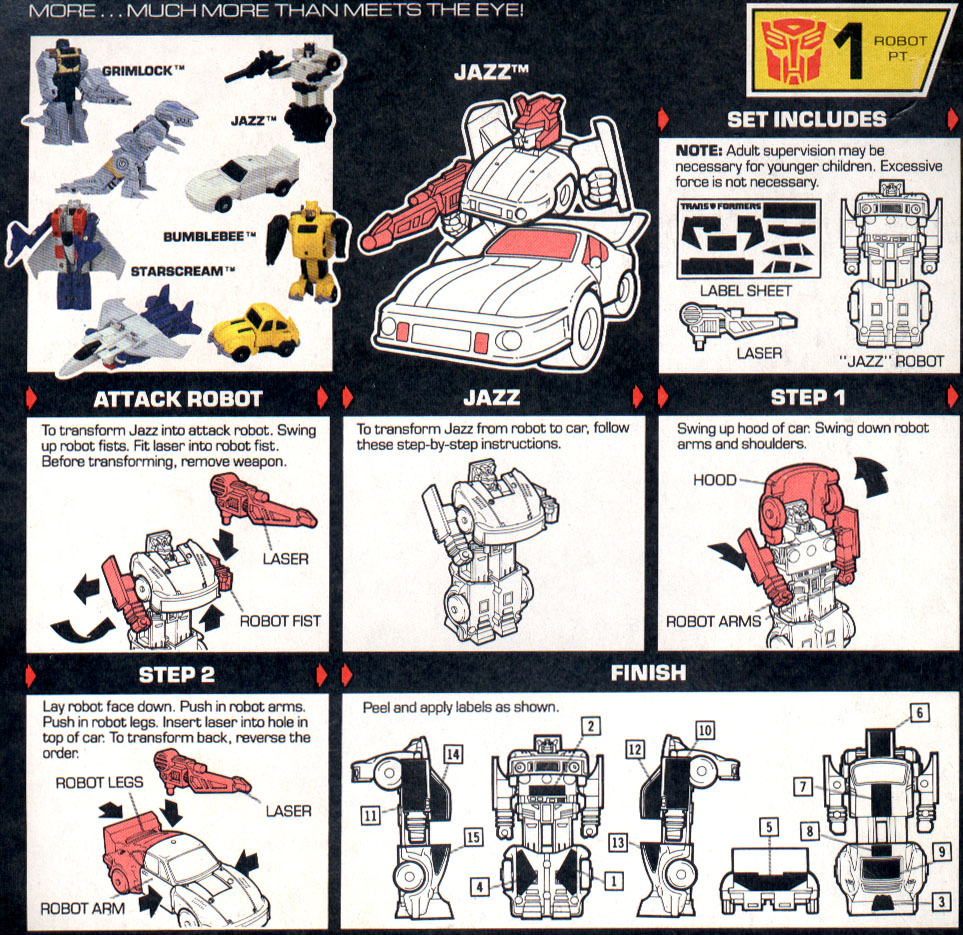 MORE... MUCH MORE THAN MEETS THE EYE!
1 ROBOT
PT.
GRIMLOCK™
JAZZ™
BUMBLEBEE™
STARSCREAM™
JAZZ™
SET INCLUDES
NOTE: Adult supervision may be
necessary for younger children. Excessive
force is not necessary.
TRANSFORMERS
LABEL SHEET
LASER
"JAZZ" ROBOT
ATTACK ROBOT
To transform Jazz into attack robot. Swing
up robot fists. Fit laser into robot fist.
Before transforming, remove weapon.
LASER
ROBOT FIST
JAZZ
To transform Jazz from robot to car, follow
these step-by-step instructions.
STEP 1
Swing up hood of car. Swing down robot
arms and shoulders.
HOOD
ROBOT ARMS
STEP 2
Lay robot face down. Push in robot arms.
Push in robot legs. Insert laser into hole in
top of car. To transform back, reverse the
order.
ROBOT LEGS
LASER
ROBOT ARM
FINISH
Peel and apply labels as shown.
14
11
15
2
4
1
12
10
13
5
6
7
8
9
3